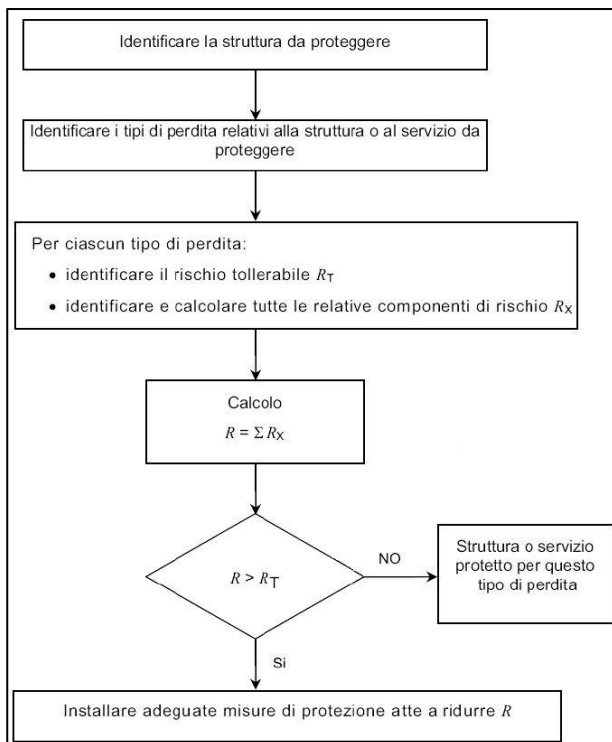 Identificare la struttura da proteggere
Identificare i tipi di perdita relativi alla struttura o al servizio da
proteggere
Per ciascun tipo di perdita:
• identificare il rischio tollerabile RT
• identificare e calcolare tutte le relative componenti di rischio RX
Calcolo
R = Σ RX
R > RT
NO
Struttura o servizio
protetto per questo
tipo di perdita
Si
Installare adeguate misure di protezione atte a ridurre R